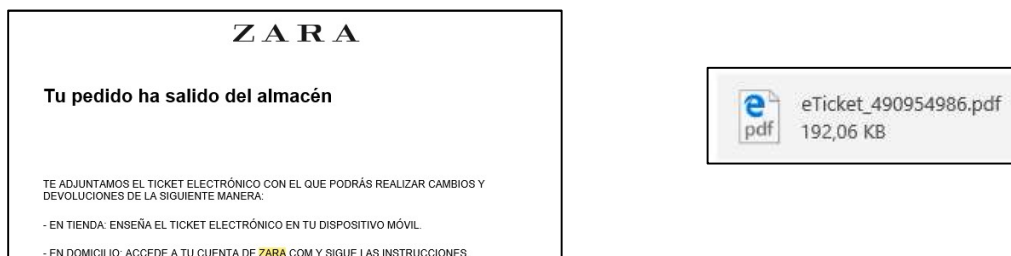 ZARA
Tu pedido ha salido del almacén
TE ADJUNTAMOS EL TICKET ELECTRÓNICO CON EL QUE PODRÁS REALIZAR CAMBIOS Y
DEVOLUCIONES DE LA SIGUIENTE MANERA:
- EN TIENDA: ENSEÑA EL TICKET ELECTRÓNICO EN TU DISPOSITIVO MÓVIL.
- EN DOMICILIO: ACCEDE A TU CUENTA DE ZARA.COM Y SIGUE LAS INSTRUCCIONES
eTicket_490954986.pdf
pdf
192,06 KB